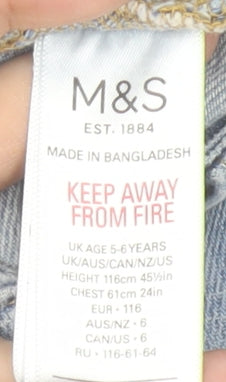 M&S
EST. 1884
MADE IN BANGLADESH
KEEP AWAY
FROM FIRE
UK AGE 5-6 YEARS
UK/AUS/CAN/NZ/US
HEIGHT 116cm 45½in
CHEST 61cm 24in
EUR • 116
AUS/NZ • 6
CAN/US • 6
RU • 116-61-64